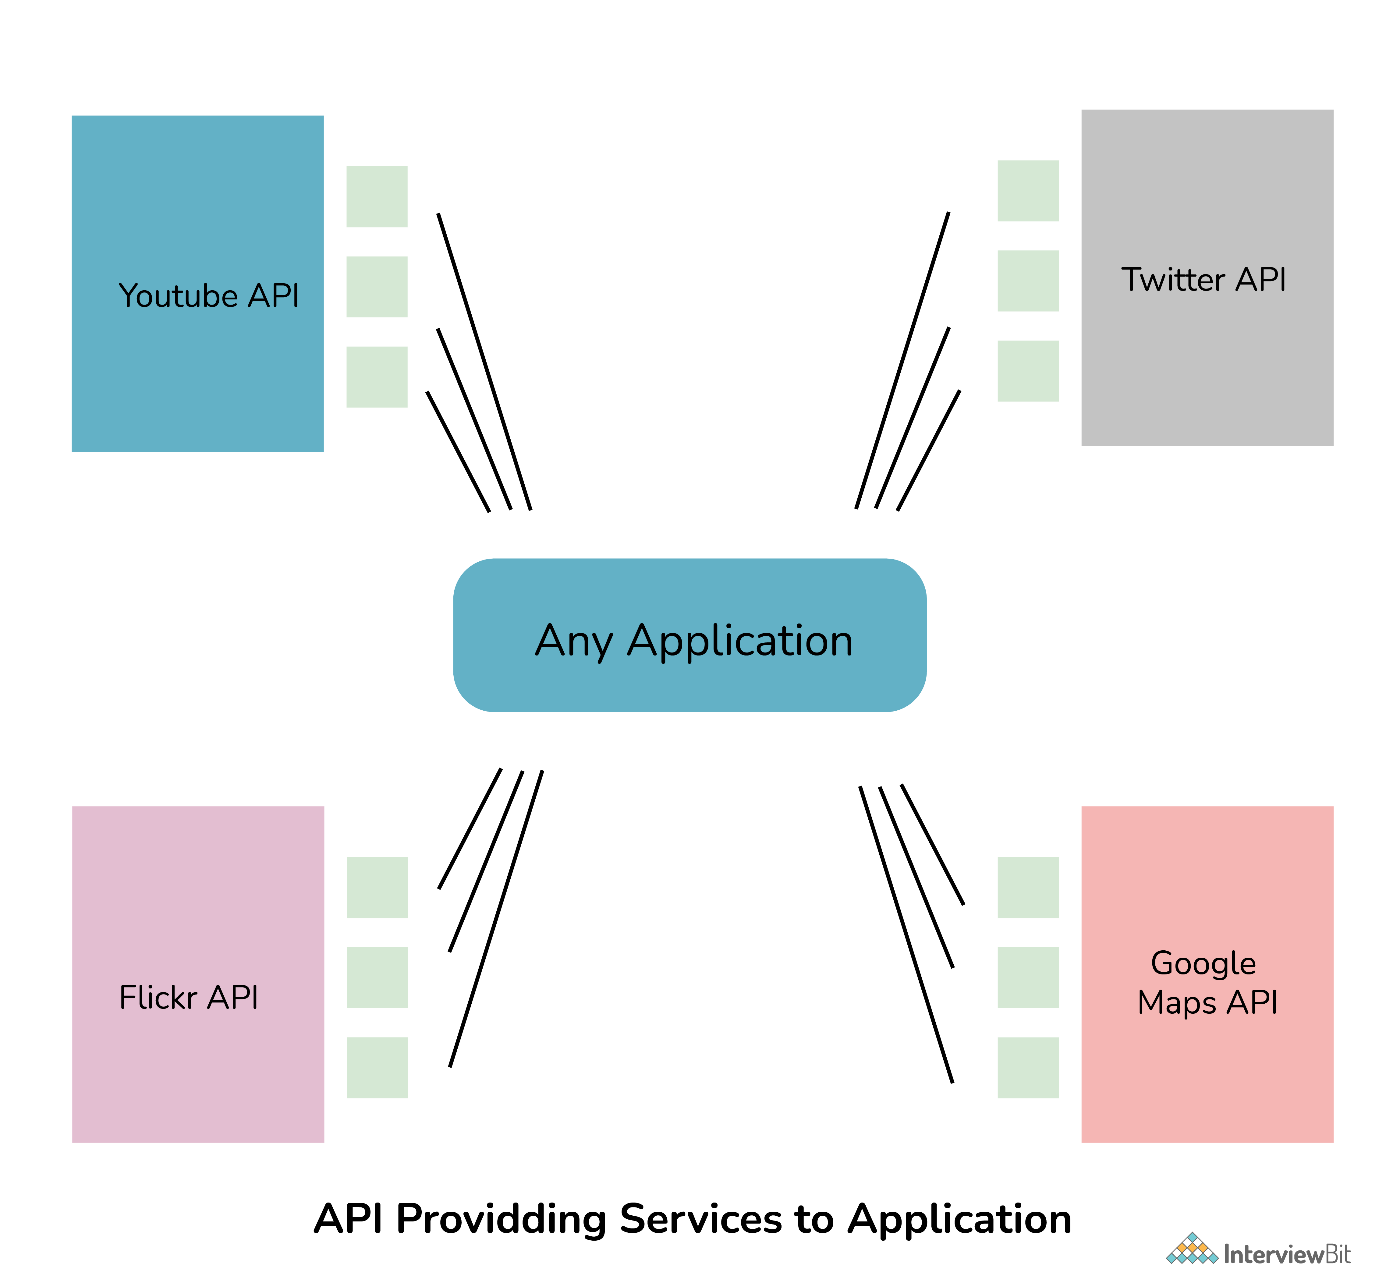 Youtube API
Twitter API
Any Application
Flickr API
Google
Maps API
API Providding Services to Application
InterviewBit